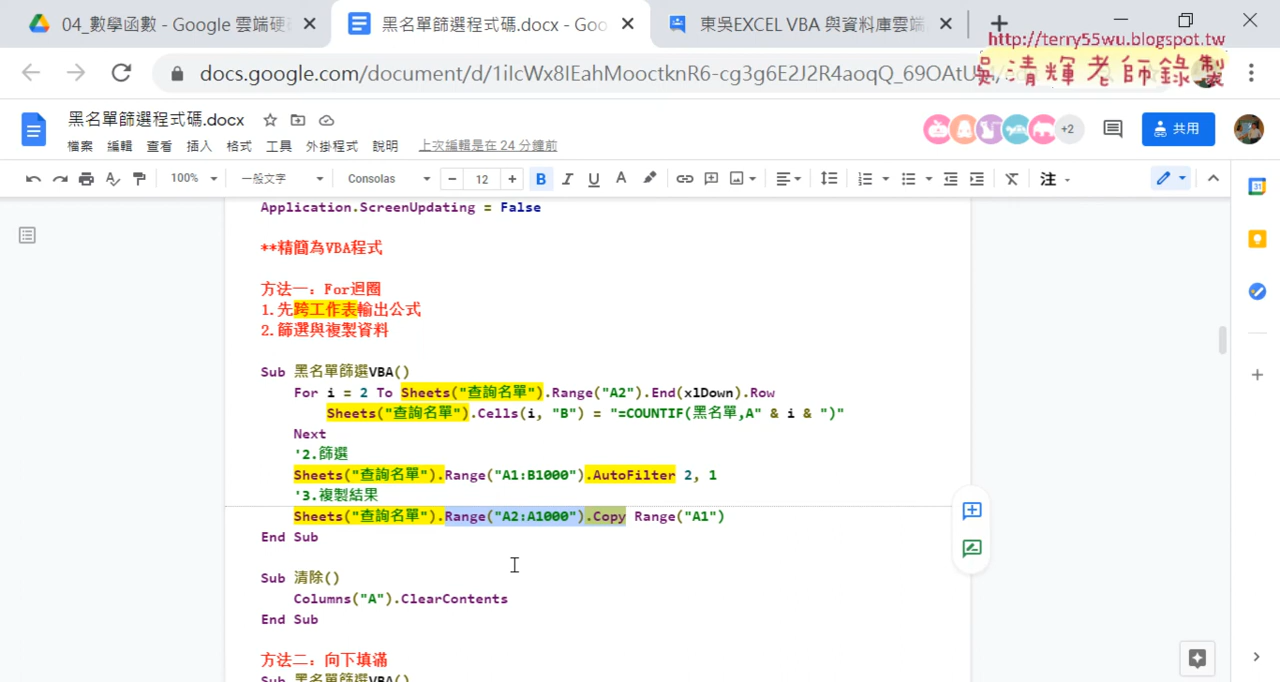 04_數學函數 - Google 雲端硬
黑名單篩選程式碼.docx - Goo
東吳EXCEL VBA 與資料庫雲端
http://terry55wu.blogspot.tw
docs.google.com/document/d/1iIcWx8IEahMooctknR6-cg3g6E2J2R4aoqQ_69OAtU
吳清輝老師錄製
黑名單篩選程式碼.docx
+2
共用
檔案 編輯 查看 插入 格式 工具 外掛程式 說明 上次編輯是在 24 分鐘前
100% 一般文字 Consolas − 12 + B I U A 注
Application.ScreenUpdating = False
**精簡為VBA程式
方法一：For迴圈
1.先跨工作表輸出公式
2.篩選與複製資料
Sub 黑名單篩選VBA()
For i = 2 To Sheets("查詢名單").Range("A2").End(xlDown).Row
Sheets("查詢名單").Cells(i, "B") = "=COUNTIF(黑名單,A" & i & ")"
Next
'2.篩選
Sheets("查詢名單").Range("A1:B1000").AutoFilter 2, 1
'3.複製結果
Sheets("查詢名單").Range("A2:A1000").Copy Range("A1")
End Sub
Sub 清除()
Columns("A").ClearContents
End Sub
方法二：向下填滿
Sub 黑名單篩選VBA()
31